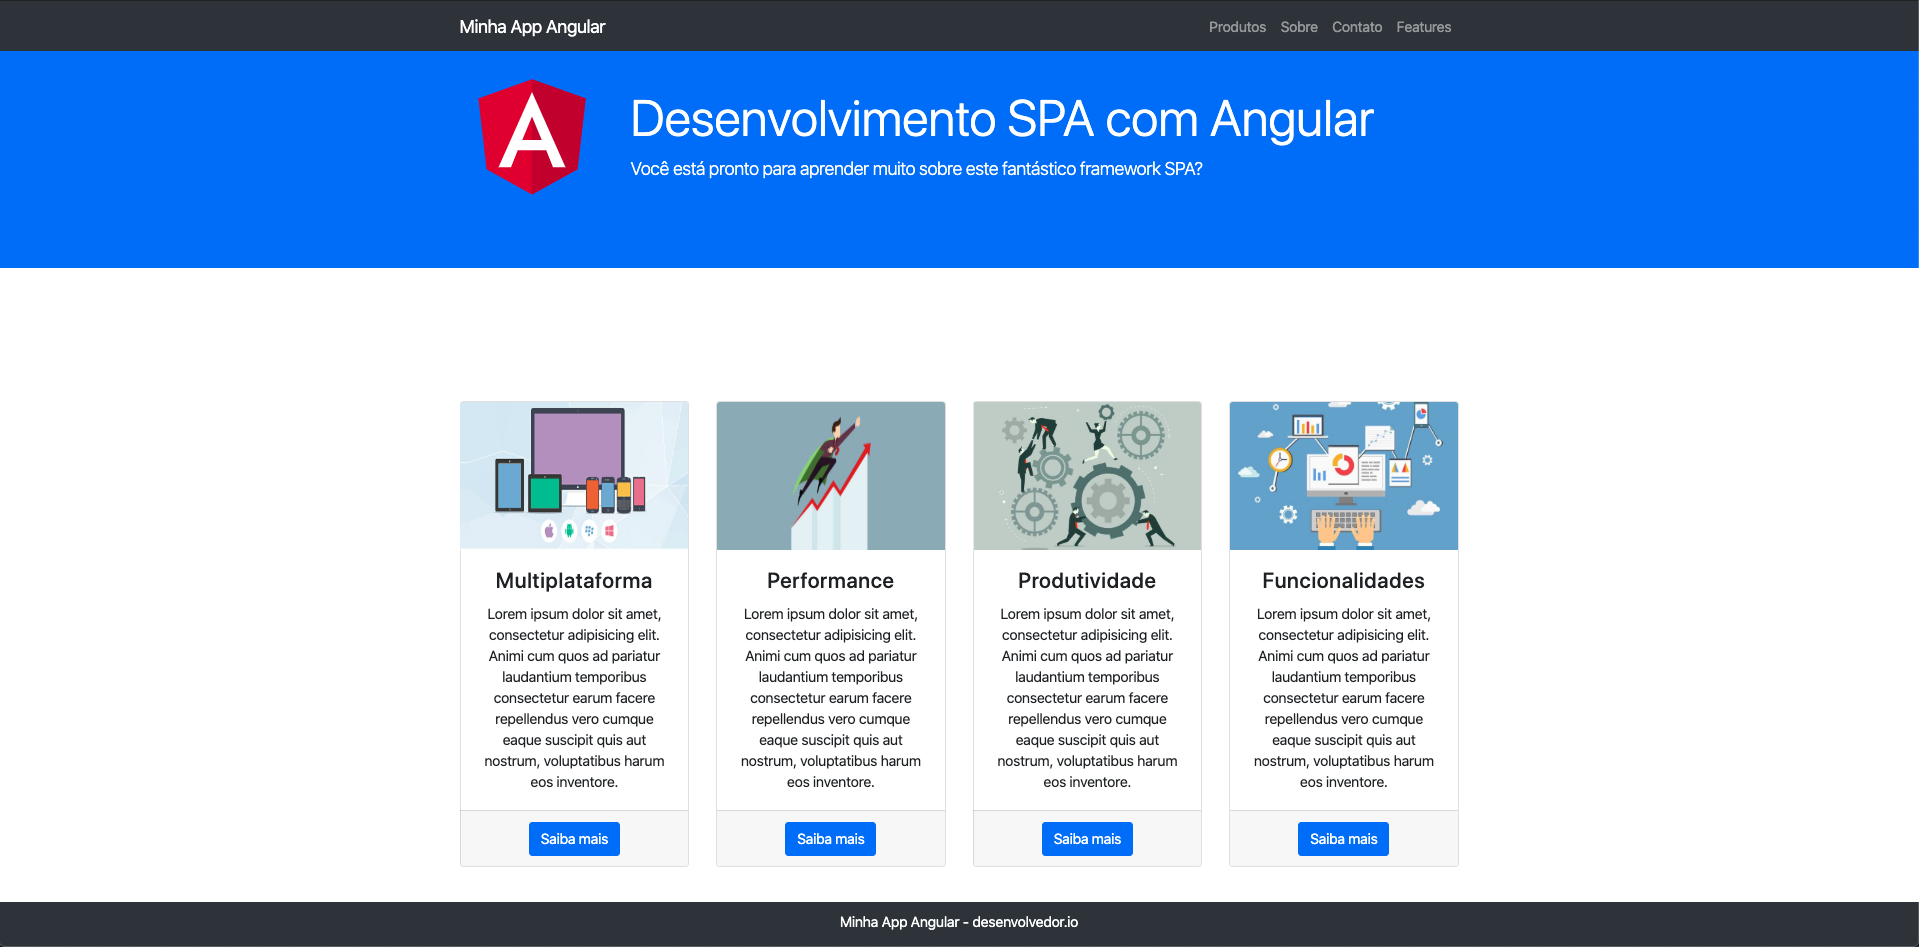 Minha App Angular
Produtos Sobre Contato Features
A
Desenvolvimento SPA com Angular
Você está pronto para aprender muito sobre este fantástico framework SPA?
Multiplataforma
Lorem ipsum dolor sit amet,
consectetur adipisicing elit.
Animi cum quos ad pariatur
laudantium temporibus
consectetur earum facere
repellendus vero cumque
eaque suscipit quis aut
nostrum, voluptatibus harum
eos inventore.
Saiba mais
Performance
Lorem ipsum dolor sit amet,
consectetur adipisicing elit.
Animi cum quos ad pariatur
laudantium temporibus
consectetur earum facere
repellendus vero cumque
eaque suscipit quis aut
nostrum, voluptatibus harum
eos inventore.
Saiba mais
Produtividade
Lorem ipsum dolor sit amet,
consectetur adipisicing elit.
Animi cum quos ad pariatur
laudantium temporibus
consectetur earum facere
repellendus vero cumque
eaque suscipit quis aut
nostrum, voluptatibus harum
eos inventore.
Saiba mais
Funcionalidades
Lorem ipsum dolor sit amet,
consectetur adipisicing elit.
Animi cum quos ad pariatur
laudantium temporibus
consectetur earum facere
repellendus vero cumque
eaque suscipit quis aut
nostrum, voluptatibus harum
eos inventore.
Saiba mais
Minha App Angular - desenvolvedor.io